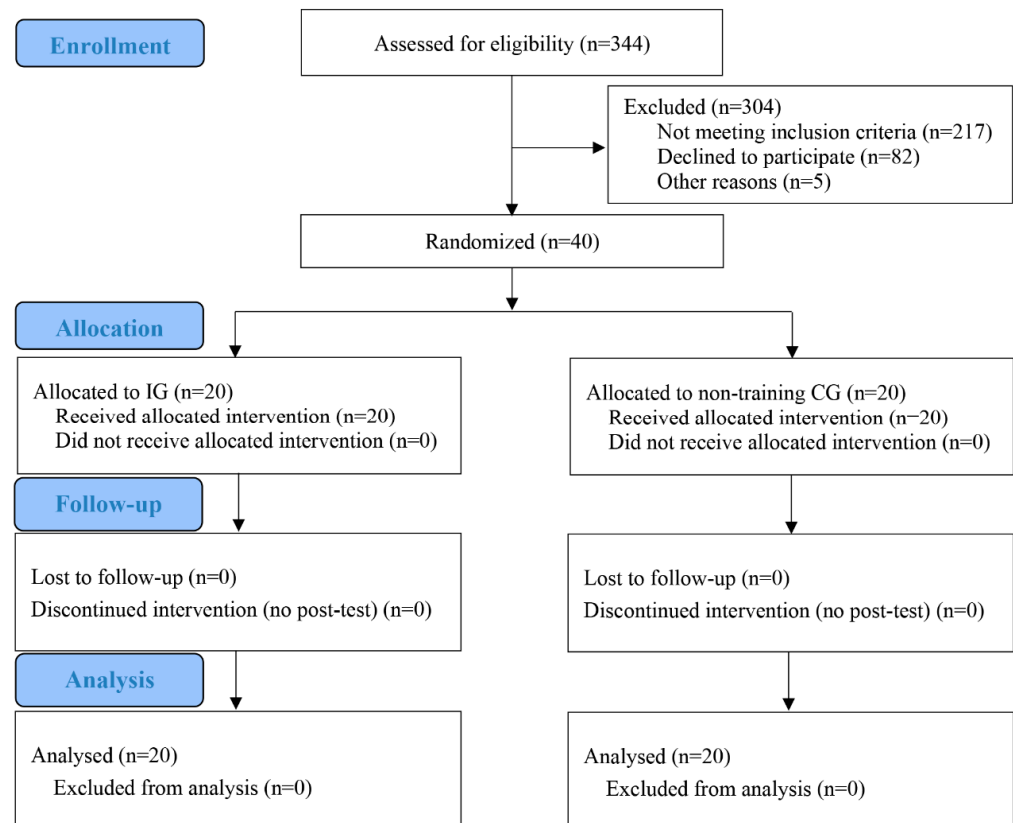 Enrollment
Assessed for eligibility (n=344)
Excluded (n=304)
Not meeting inclusion criteria (n=217)
Declined to participate (n=82)
Other reasons (n=5)
Randomized (n=40)
Allocation
Allocated to IG (n=20)
Received allocated intervention (n=20)
Did not receive allocated intervention (n=0)
Allocated to non-training CG (n=20)
Received allocated intervention (n=20)
Did not receive allocated intervention (n=0)
Follow-up
Lost to follow-up (n=0)
Discontinued intervention (no post-test) (n=0)
Lost to follow-up (n=0)
Discontinued intervention (no post-test) (n=0)
Analysis
Analysed (n=20)
Excluded from analysis (n=0)
Analysed (n=20)
Excluded from analysis (n=0)